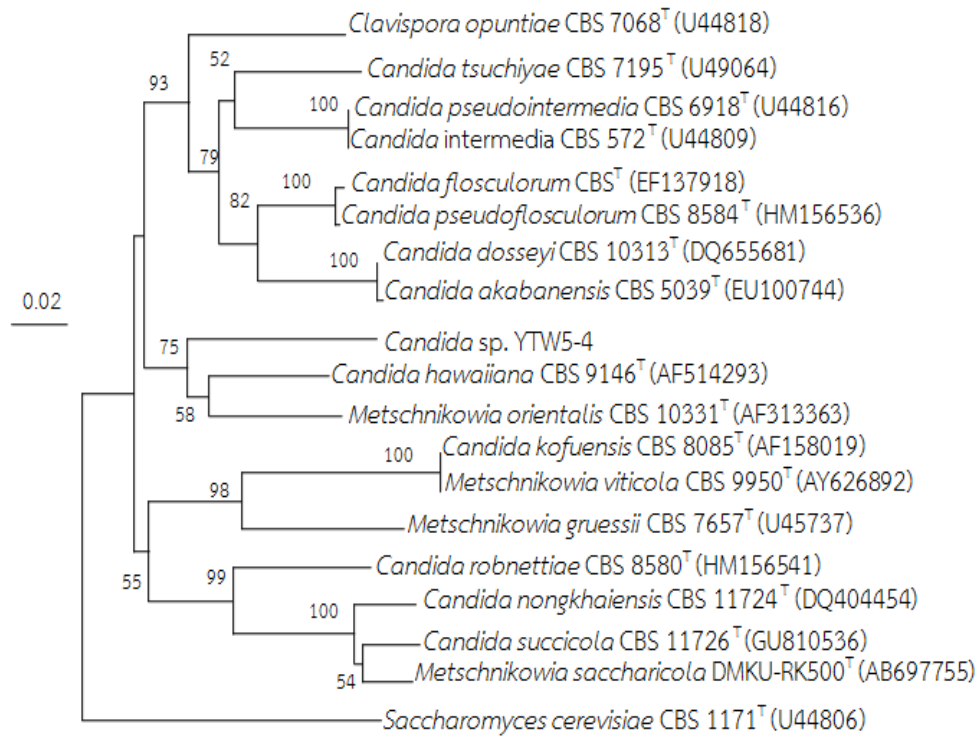 Clavispora opuntiae CBS 7068ᵀ (U44818)
52
Candida tsuchiyae CBS 7195ᵀ (U49064)
93
100
Candida pseudointermedia CBS 6918ᵀ (U44816)
Candida intermedia CBS 572ᵀ (U44809)
79
100
Candida flosculorum CBSᵀ (EF137918)
82
Candida pseudoflosculorum CBS 8584ᵀ (HM156536)
Candida dosseyi CBS 10313ᵀ (DQ655681)
100
Candida akabanensis CBS 5039ᵀ (EU100744)
0.02
75
Candida sp. YTW5-4
Candida hawaiiana CBS 9146ᵀ (AF514293)
58
Metschnikowia orientalis CBS 10331ᵀ (AF313363)
100
Candida kofuensis CBS 8085ᵀ (AF158019)
Metschnikowia viticola CBS 9950ᵀ (AY626892)
98
Metschnikowia gruessii CBS 7657ᵀ (U45737)
55
99
Candida robnettiae CBS 8580ᵀ (HM156541)
100
Candida nongkhaiensis CBS 11724ᵀ (DQ404454)
Candida succicola CBS 11726ᵀ (GU810536)
54
Metschnikowia saccharicola DMKU-RK500ᵀ (AB697755)
Saccharomyces cerevisiae CBS 1171ᵀ (U44806)